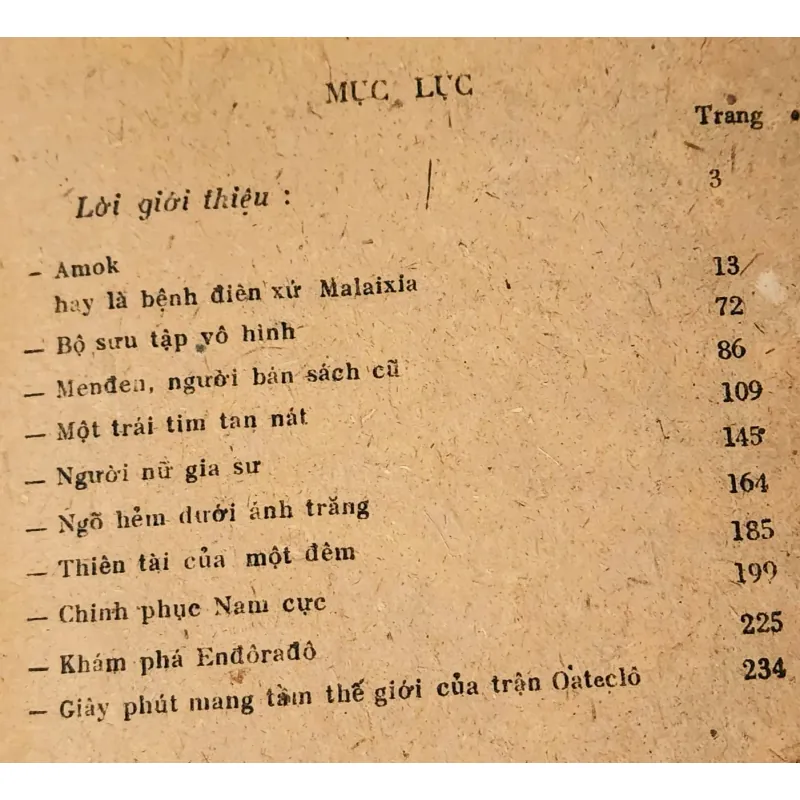 MỤC LỤC
Trang
Lời giới thiệu : 3
- Amok
hay là bệnh điên xứ Malaixia 13
- Bộ sưu tập vô hình 72
- Menđen, người bán sách cũ 86
- Một trái tim tan nát 109
- Người nữ gia sư 145
- Ngõ hẻm dưới ánh trăng 164
- Thiên tài của một đêm 185
- Chinh phục Nam cực 199
- Khám phá Enđôrađô 225
- Giây phút mang tầm thế giới của trận Oateclô 234